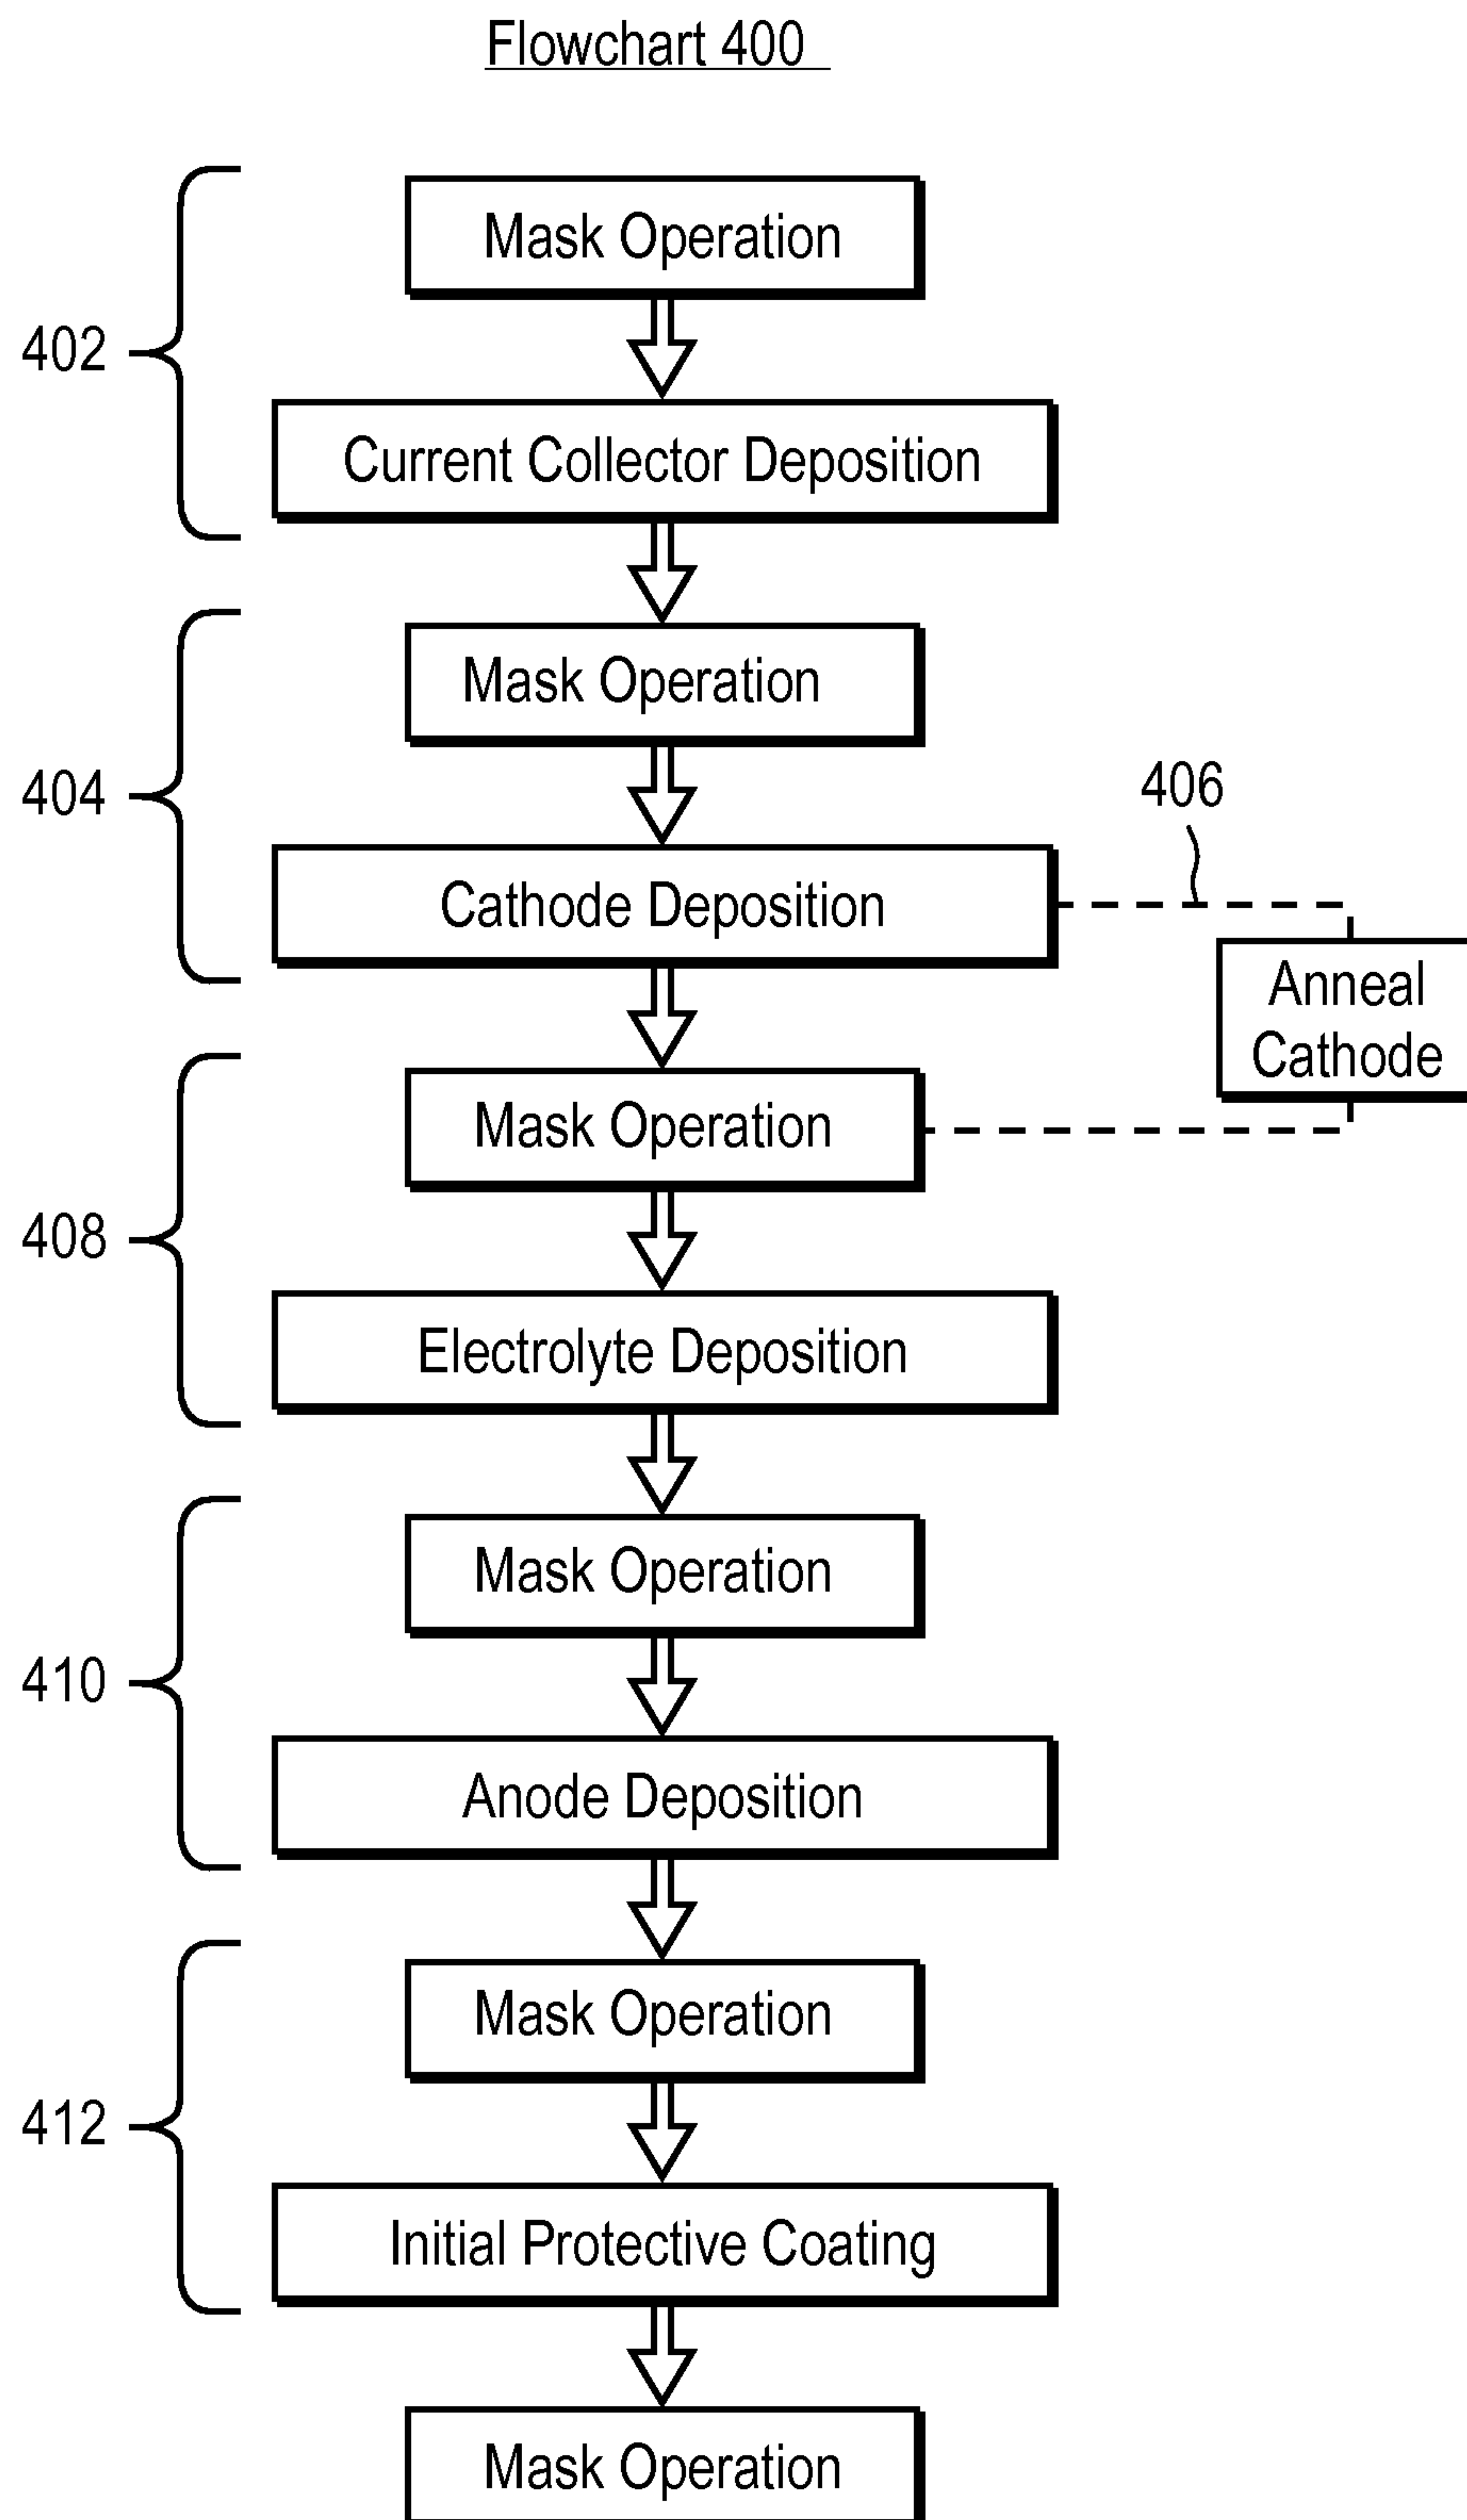 Flowchart 400
Mask Operation
402
Current Collector Deposition
Mask Operation
404
406
Cathode Deposition
Anneal
Cathode
Mask Operation
408
Electrolyte Deposition
Mask Operation
410
Anode Deposition
Mask Operation
412
Initial Protective Coating
Mask Operation